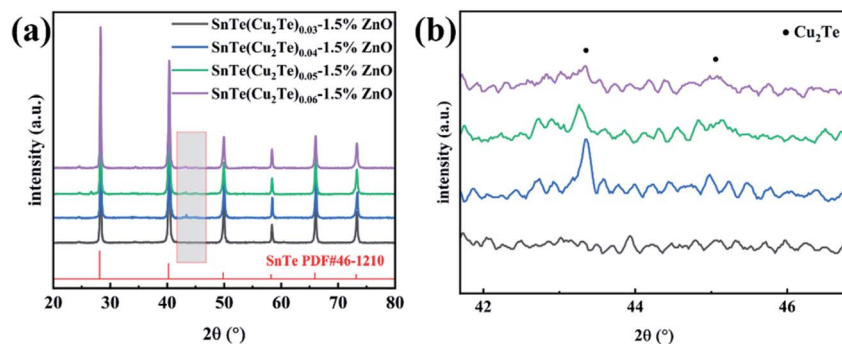 (a)
SnTe(Cu₂Te)₀.₀₃-1.5% ZnO
SnTe(Cu₂Te)₀.₀₄-1.5% ZnO
SnTe(Cu₂Te)₀.₀₅-1.5% ZnO
SnTe(Cu₂Te)₀.₀₆-1.5% ZnO
intensity (a.u.)
SnTe PDF#46-1210
20 30 40 50 60 70 80
2θ (°)
(b)
• Cu₂Te
intensity (a.u.)
42 44 46
2θ (°)